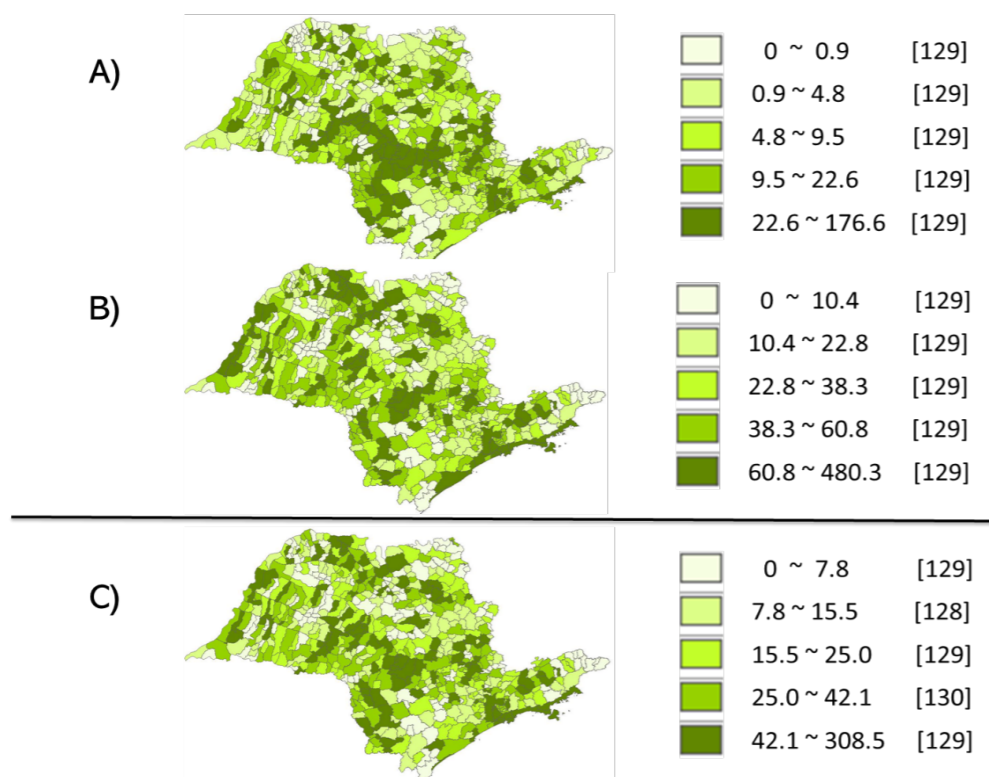 A)
0 ~ 0.9 [129]
0.9 ~ 4.8 [129]
4.8 ~ 9.5 [129]
9.5 ~ 22.6 [129]
22.6 ~ 176.6 [129]
B)
0 ~ 10.4 [129]
10.4 ~ 22.8 [129]
22.8 ~ 38.3 [129]
38.3 ~ 60.8 [129]
60.8 ~ 480.3 [129]
C)
0 ~ 7.8 [129]
7.8 ~ 15.5 [128]
15.5 ~ 25.0 [129]
25.0 ~ 42.1 [130]
42.1 ~ 308.5 [129]